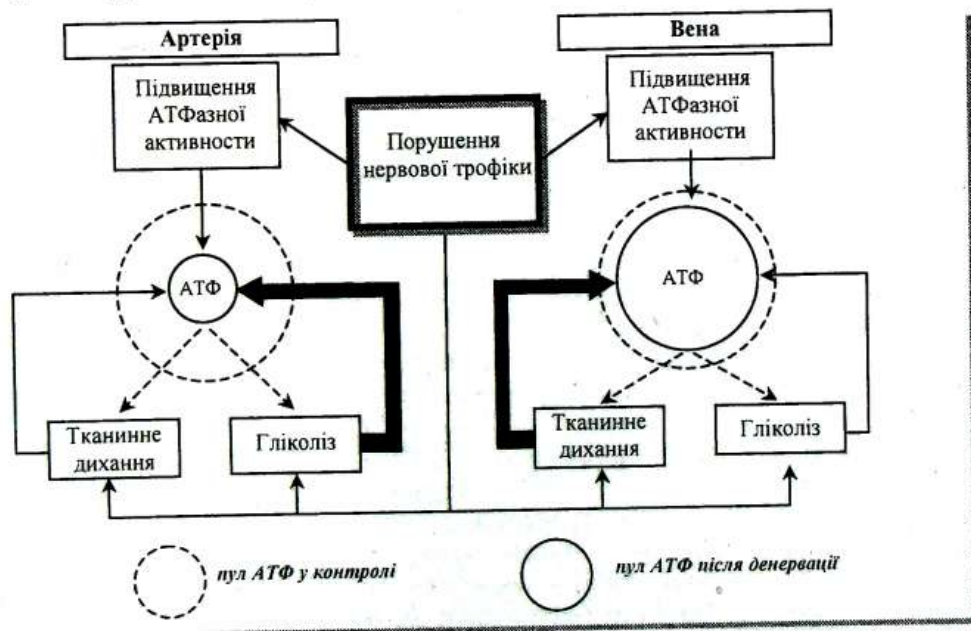 Артерія
Вена
Підвищення
АТФазної
активности
Порушення
нервової трофіки
Підвищення
АТФазної
активности
АТФ
АТФ
Тканинне
дихання
Гліколіз
Тканинне
дихання
Гліколіз
пул АТФ у контролі
пул АТФ після денервації